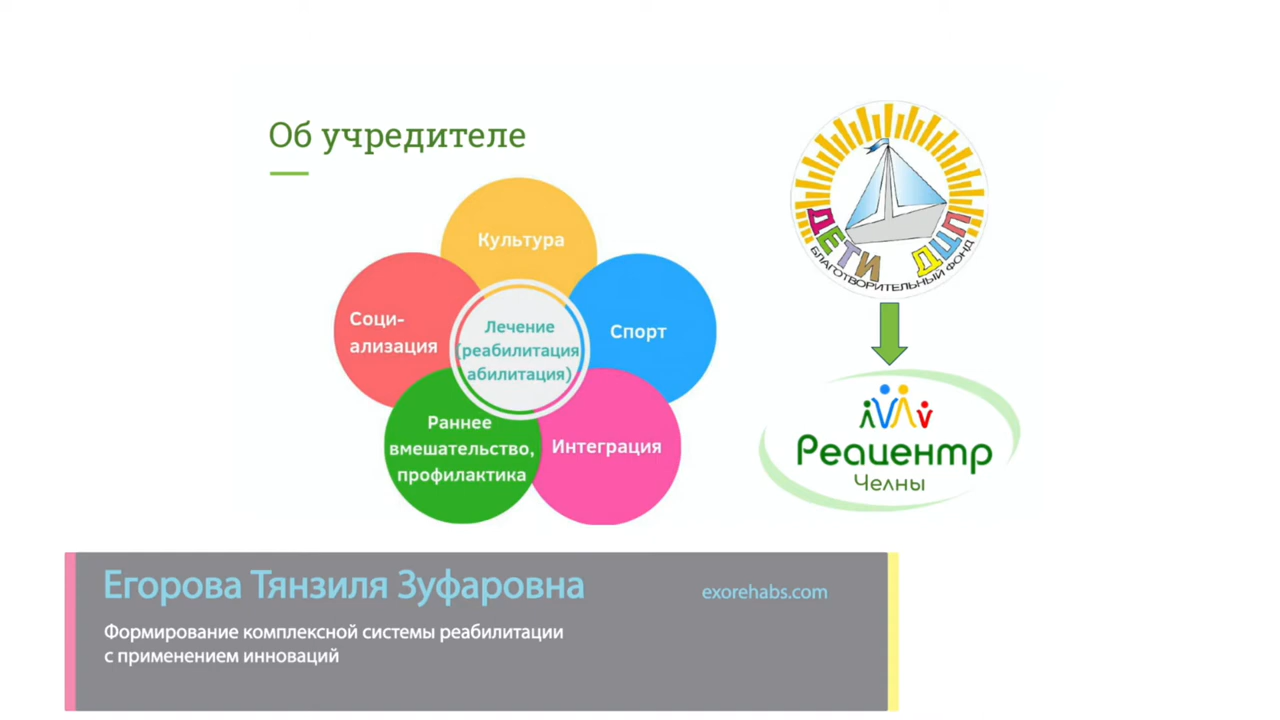 Об учредителе
Культура
Соци-
ализация
Лечение
(реабилитация
абилитация)
Спорт
Раннее
вмешательство,
профилактика
Интеграция
ДЕТИ ДЦП
БЛАГОТВОРИТЕЛЬНЫЙ ФОНД
Реацентр
Челны
Егорова Тянзиля Зуфаровна
exorehabs.com
Формирование комплексной системы реабилитации
с применением инноваций